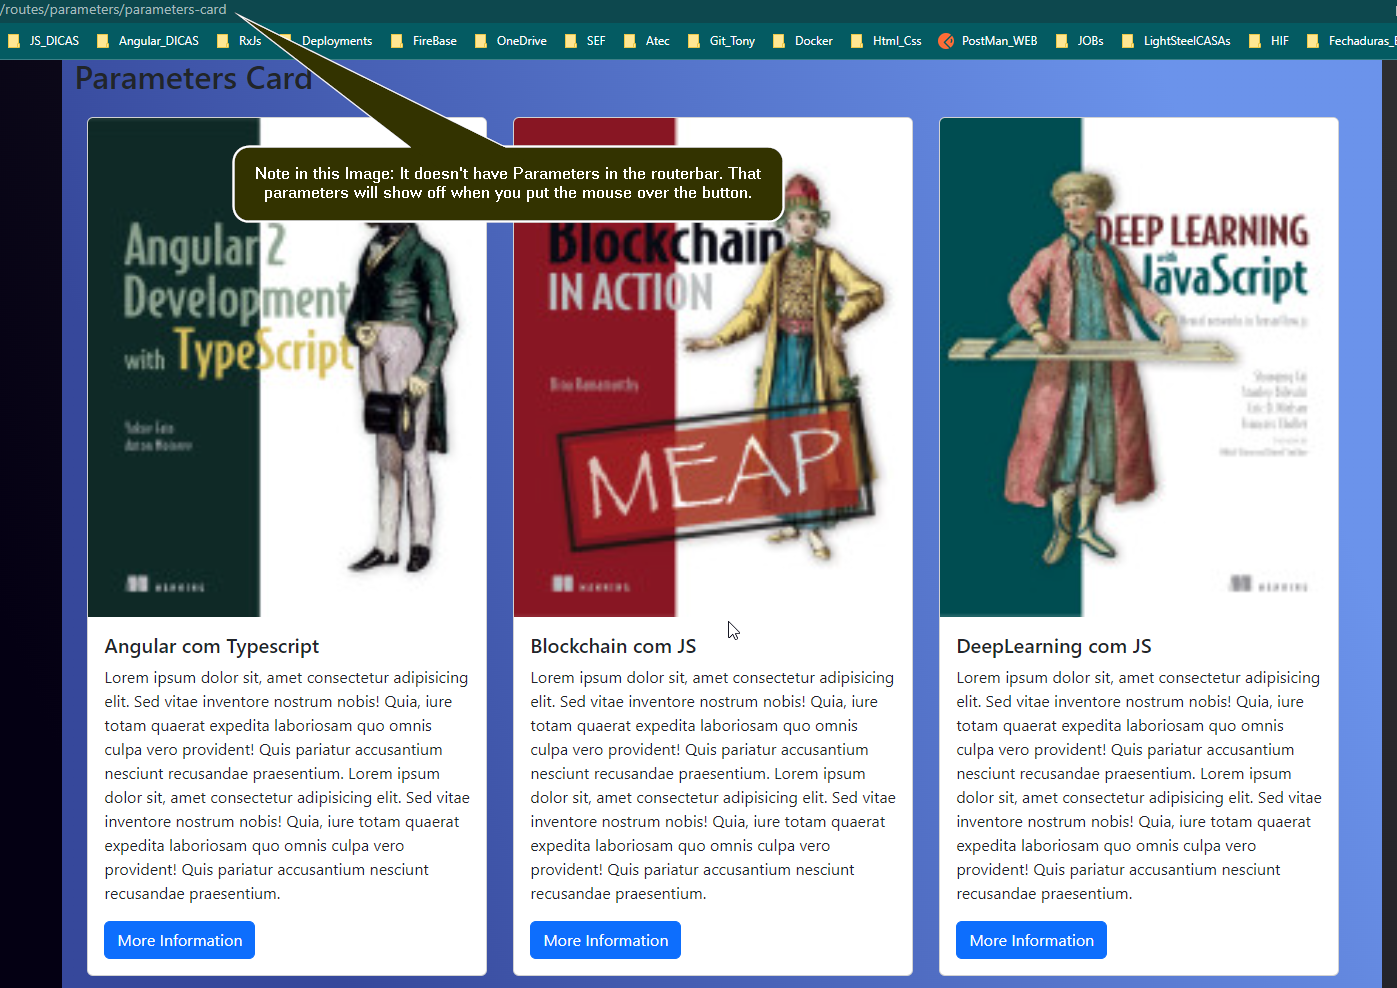 /routes/parameters/parameters-card
JS_DICAS Angular_DICAS RxJs Deployments FireBase OneDrive SEF Atec Git_Tony Docker Html_Css PostMan_WEB JOBs LightSteelCASAs HIF Fechaduras_E
Parameters Card
Note in this Image: It doesn't have Parameters in the routerbar. That
parameters will show off when you put the mouse over the button.
Angular 2
Development
with TypeScript
Yakov Fain
Anton Moiseev
MANNING
Angular com Typescript
Lorem ipsum dolor sit, amet consectetur adipisicing
elit. Sed vitae inventore nostrum nobis! Quia, iure
totam quaerat expedita laboriosam quo omnis
culpa vero provident! Quis pariatur accusantium
nesciunt recusandae praesentium. Lorem ipsum
dolor sit, amet consectetur adipisicing elit. Sed vitae
inventore nostrum nobis! Quia, iure totam quaerat
expedita laboriosam quo omnis culpa vero
provident! Quis pariatur accusantium nesciunt
recusandae praesentium.
More Information
Blockchain
IN ACTION
MEAP
MANNING
Blockchain com JS
Lorem ipsum dolor sit, amet consectetur adipisicing
elit. Sed vitae inventore nostrum nobis! Quia, iure
totam quaerat expedita laboriosam quo omnis
culpa vero provident! Quis pariatur accusantium
nesciunt recusandae praesentium. Lorem ipsum
dolor sit, amet consectetur adipisicing elit. Sed vitae
inventore nostrum nobis! Quia, iure totam quaerat
expedita laboriosam quo omnis culpa vero
provident! Quis pariatur accusantium nesciunt
recusandae praesentium.
More Information
DEEP LEARNING
with
JavaScript
MANNING
DeepLearning com JS
Lorem ipsum dolor sit, amet consectetur adipisicing
elit. Sed vitae inventore nostrum nobis! Quia, iure
totam quaerat expedita laboriosam quo omnis
culpa vero provident! Quis pariatur accusantium
nesciunt recusandae praesentium. Lorem ipsum
dolor sit, amet consectetur adipisicing elit. Sed vitae
inventore nostrum nobis! Quia, iure totam quaerat
expedita laboriosam quo omnis culpa vero
provident! Quis pariatur accusantium nesciunt
recusandae praesentium.
More Information